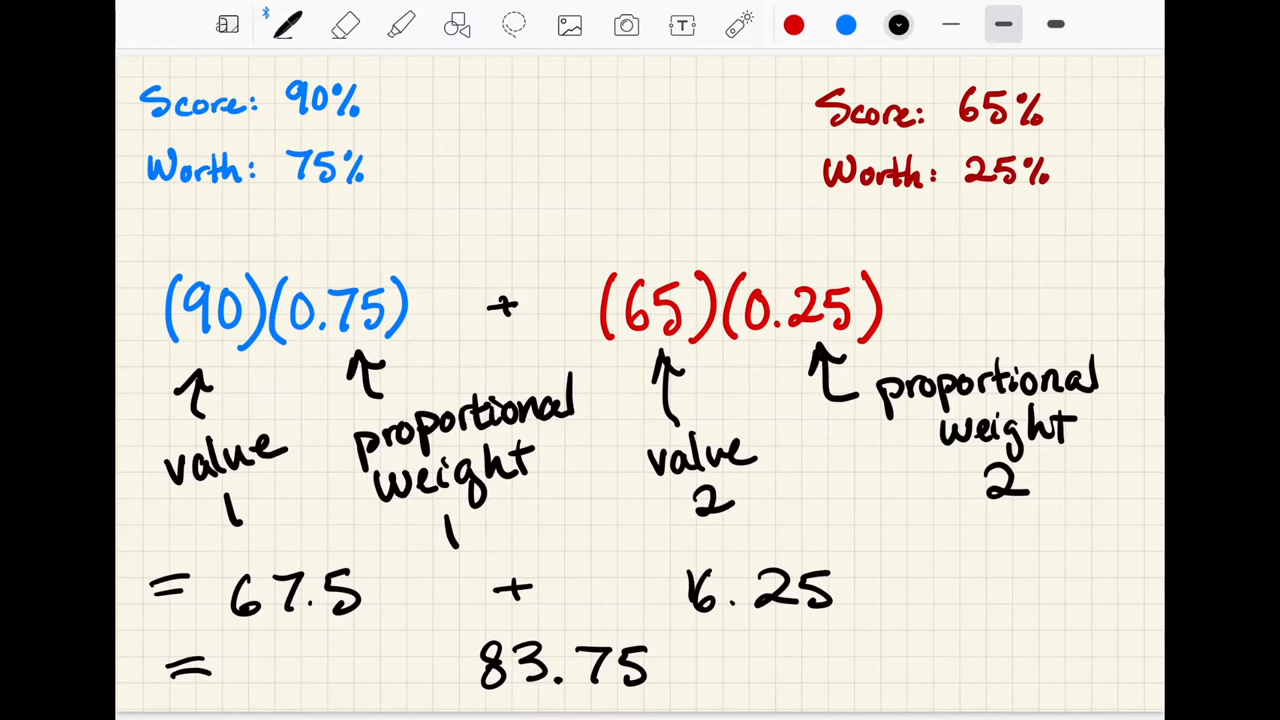 Score: 90%
Worth: 75%
Score: 65%
Worth: 25%
(90)(0.75) + (65)(0.25)
value
1
proportional
weight
1
value
2
proportional
weight
2
= 67.5 + 16.25
= 83.75
T